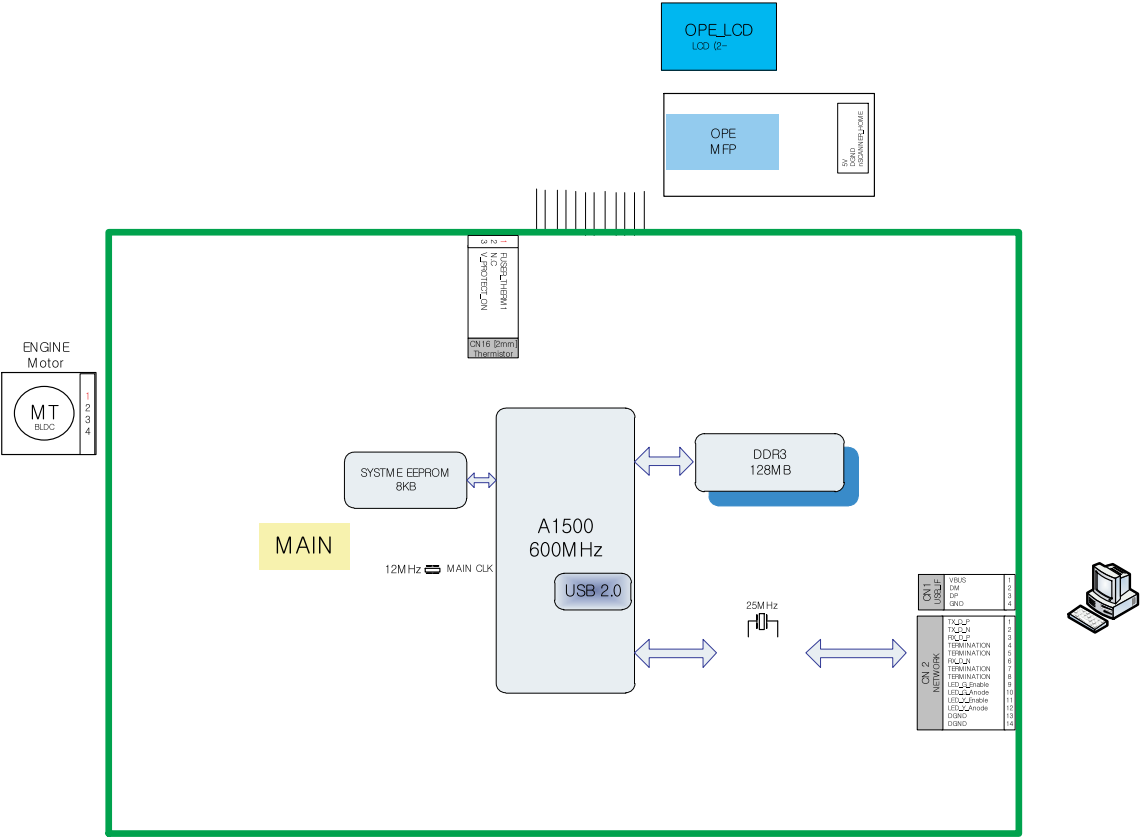 OPE_LCD
LCD (2-
OPE
MFP
5V
DGND
nSCANNER_HOME
1 FUSER_THERM1
2 N.C
3 V_PROTECT_ON
CN16 [2mm]
Thermistor
ENGINE
Motor
MT
BLDC
1
2
3
4
SYSTME EEPROM
8KB
DDR3
128MB
A1500
600MHz
USB 2.0
MAIN
12MHz
MAIN CLK
25MHz
CN1
USB_IF
VBUS 1
DM 2
DP 3
GND 4
CN 2
NETWORK
TX_D_P 1
TX_D_N 2
RX_D_P 3
TERMINATION 4
TERMINATION 5
RX_D_N 6
TERMINATION 7
TERMINATION 8
LED_G_Enable 9
LED_G_Anode 10
LED_Y_Enable 11
LED_Y_Anode 12
DGND 13
DGND 14